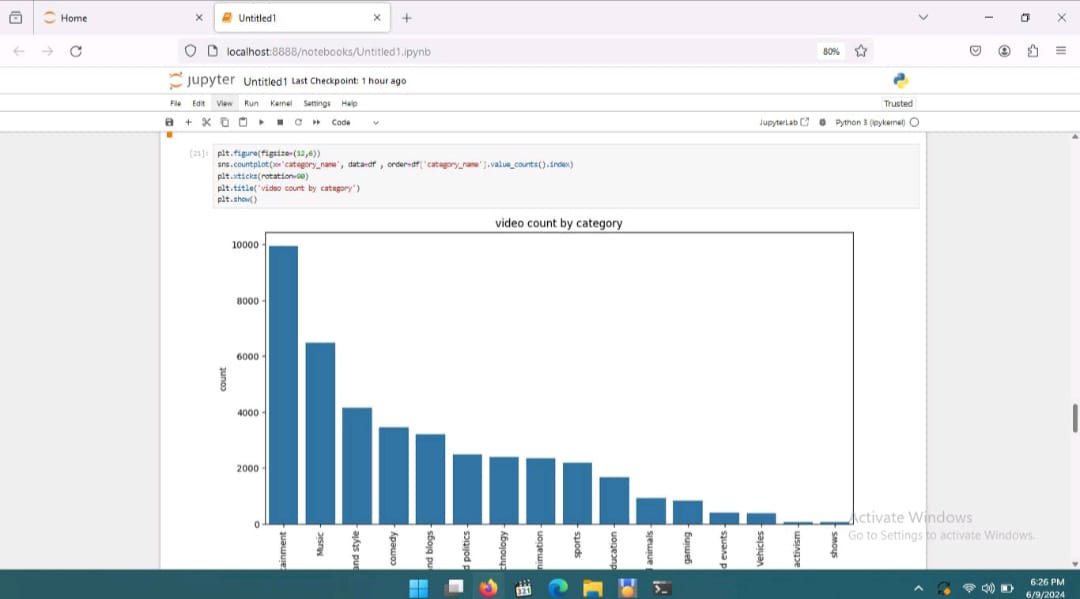 Home
Untitled1
localhost:8888/notebooks/Untitled1.ipynb
80%
jupyter Untitled1 Last Checkpoint: 1 hour ago
File Edit View Run Kernel Settings Help
Trusted
Code
JupyterLab
Python 3 (ipykernel)
[21]:
plt.figure(figsize=(12,6))
sns.countplot(x='category_name', data=df , order=df['category_name'].value_counts().index)
plt.xticks(rotation=90)
plt.title('video count by category')
plt.show()
video count by category
10000
8000
6000
4000
2000
0
count
ainment
Music
and style
comedy
nd blogs
d politics
chnology
nimation
sports
ducation
animals
gaming
d events
Vehicles
activism
shows
Activate Windows
Go to Settings to activate Windows.
321
6:26 PM
6/9/2024